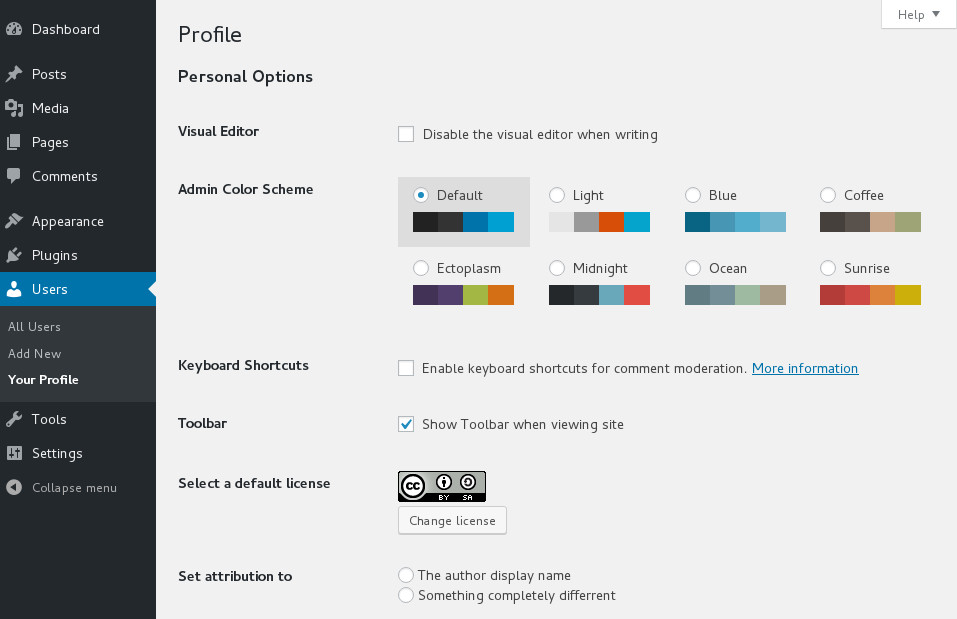 Dashboard
Posts
Media
Pages
Comments
Appearance
Plugins
Users
All Users
Add New
Your Profile
Tools
Settings
Collapse menu
Help
Profile
Personal Options
Visual Editor
Disable the visual editor when writing
Admin Color Scheme
Default Light Blue Coffee
Ectoplasm Midnight Ocean Sunrise
Keyboard Shortcuts
Enable keyboard shortcuts for comment moderation. More information
Toolbar
Show Toolbar when viewing site
Select a default license
cc
BY SA
Change license
Set attribution to
The author display name
Something completely differrent